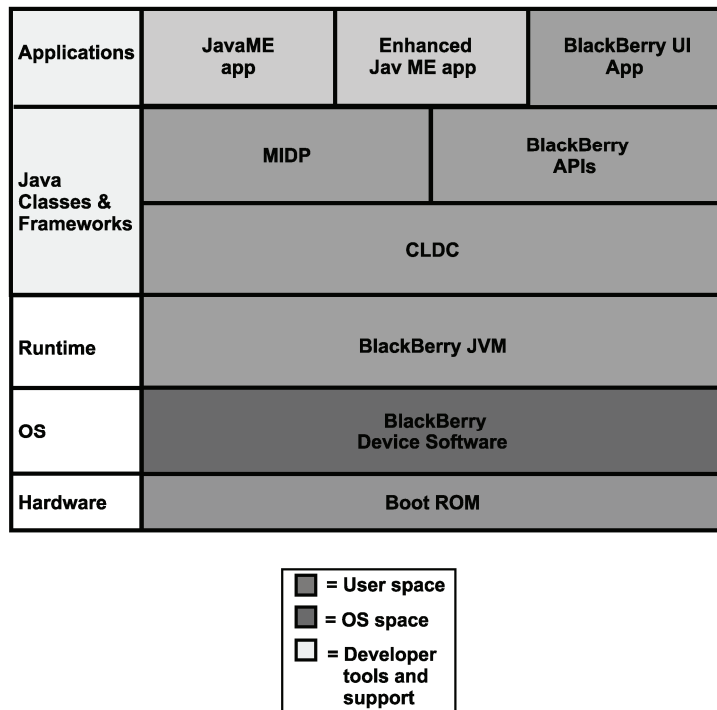 Applications
JavaME
app
Enhanced
Jav ME app
BlackBerry UI
App
Java
Classes &
Frameworks
MIDP
BlackBerry
APIs
CLDC
Runtime
BlackBerry JVM
OS
BlackBerry
Device Software
Hardware
Boot ROM
= User space
= OS space
= Developer
tools and
support